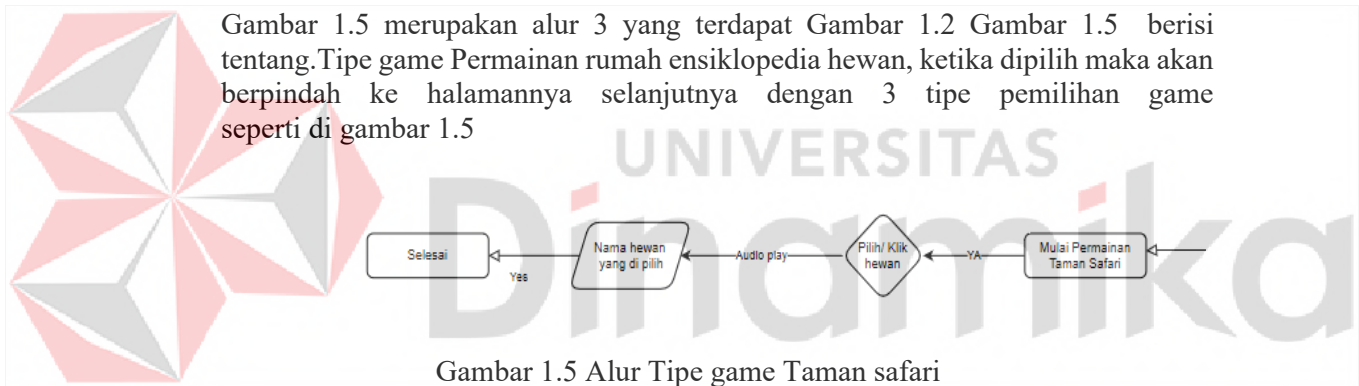 Gambar 1.5 merupakan alur 3 yang terdapat Gambar 1.2 Gambar 1.5 berisi
tentang.Tipe game Permainan rumah ensiklopedia hewan, ketika dipilih maka akan
berpindah ke halamannya selanjutnya dengan 3 tipe pemilihan game
seperti di gambar 1.5
UNIVERSITAS
Dinamika
Selesai
Yes
Nama hewan
yang di pilih
Audio play
Pilih/ Klik
hewan
YA
Mulai Permainan
Taman Safari
Gambar 1.5 Alur Tipe game Taman safari